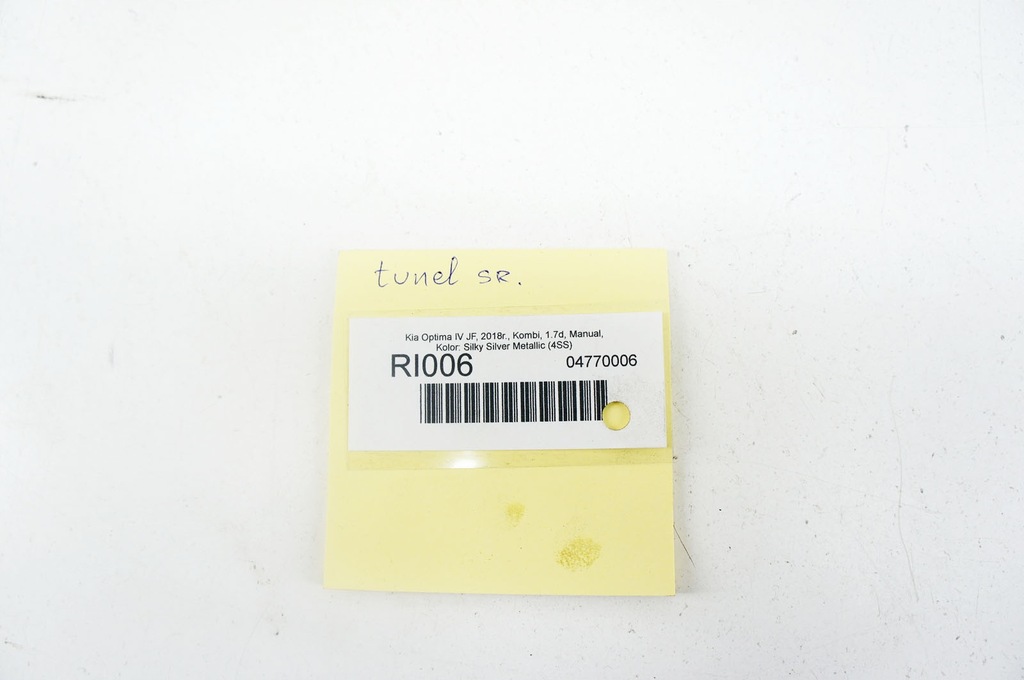 tunel SR.
Kia Optima IV JF, 2018r., Kombi, 1.7d, Manual,
Kolor: Silky Silver Metallic (4SS)
RI006 04770006